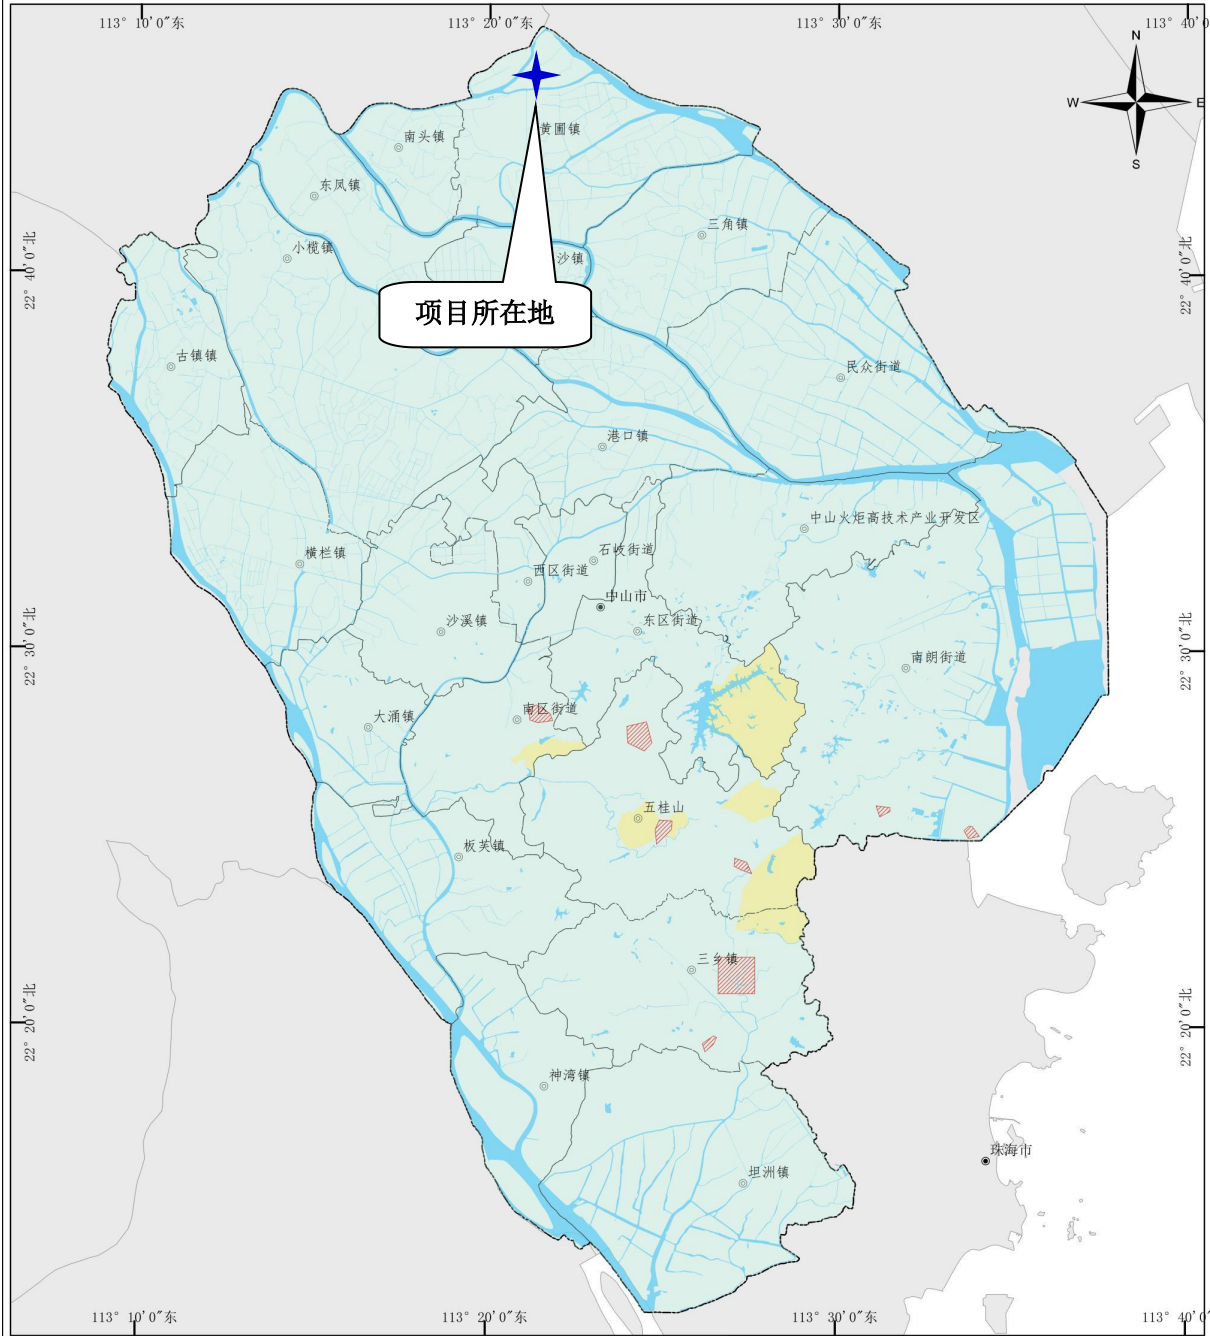 113° 10′0″东
113° 20′0″东
113° 30′0″东
113° 40′0
N
W
E
S
黄圃镇
南头镇
东凤镇
三角镇
小榄镇
沙镇
22° 40′0″北
22° 40′0″北
项目所在地
古镇镇
民众街道
港口镇
中山火炬高技术产业开发区
石岐街道
横栏镇
西区街道
中山市
沙溪镇
东区街道
22° 30′0″北
22° 30′0″北
南朗街道
大涌镇
南区街道
五桂山
板芙镇
三乡镇
22° 20′0″北
22° 20′0″北
神湾镇
珠海市
坦洲镇
113° 10′0″东
113° 20′0″东
113° 30′0″东
113° 40′0